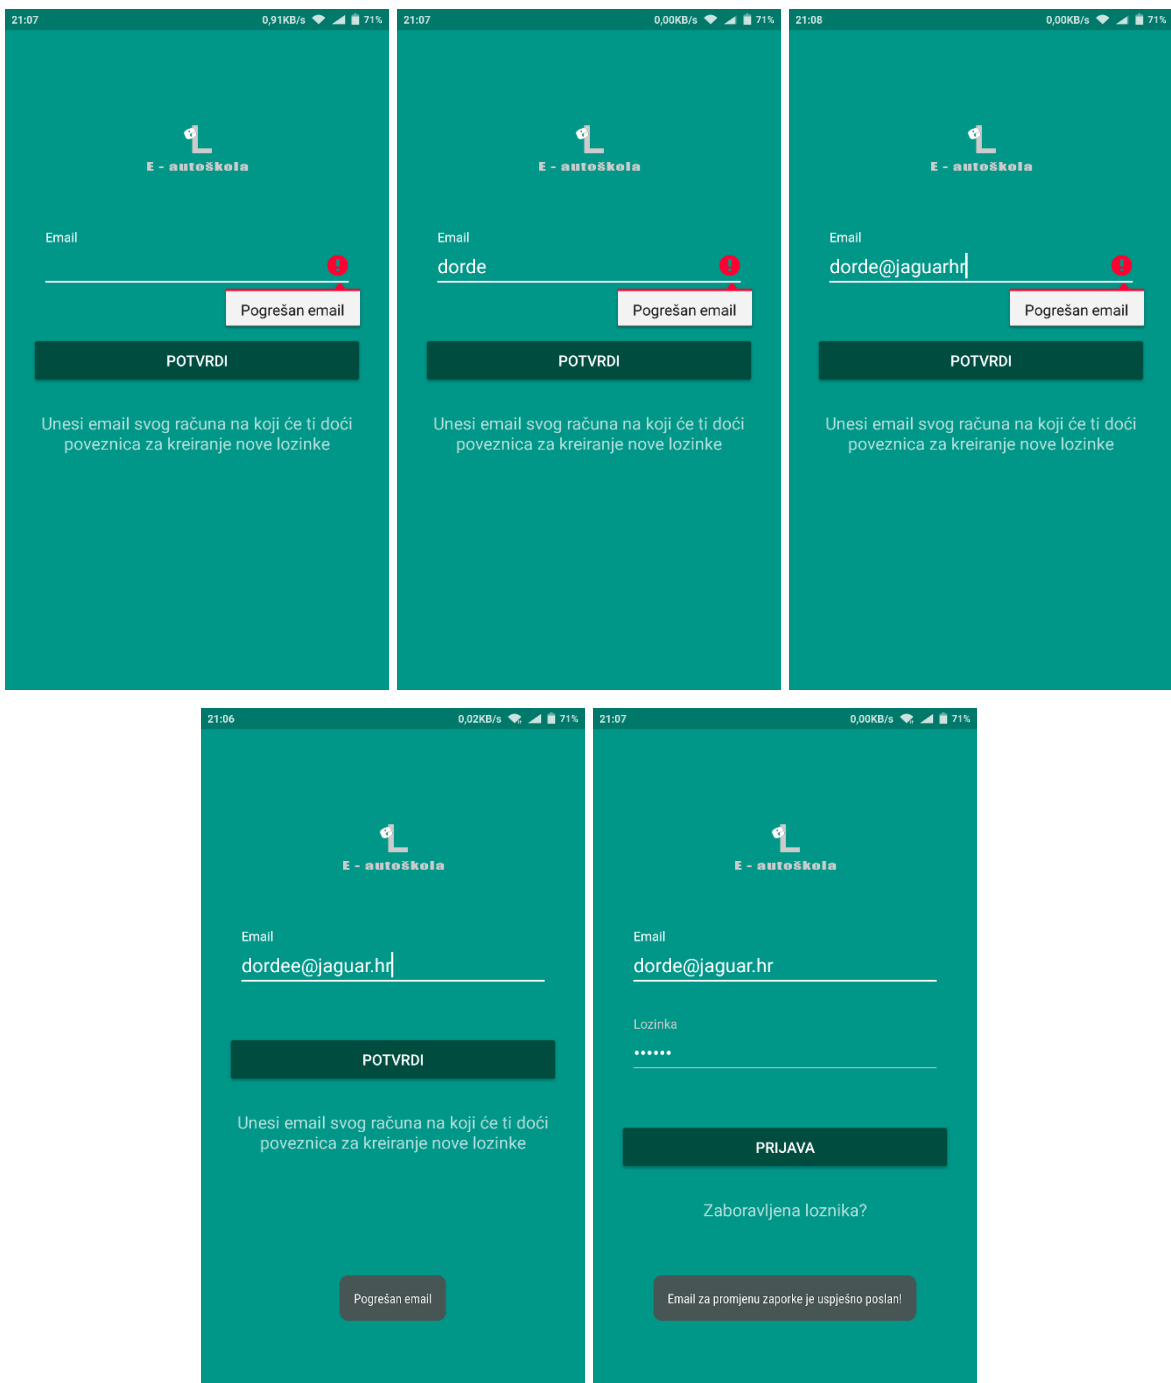 21:07 0,91KB/s 71%
E - autoškola
Email
Pogrešan email
POTVRDI
Unesi email svog računa na koji će ti doći
poveznica za kreiranje nove lozinke
21:07 0,00KB/s 71%
E - autoškola
Email
dorde
Pogrešan email
POTVRDI
Unesi email svog računa na koji će ti doći
poveznica za kreiranje nove lozinke
21:08 0,00KB/s 71%
E - autoškola
Email
dorde@jaguarhr
Pogrešan email
POTVRDI
Unesi email svog računa na koji će ti doći
poveznica za kreiranje nove lozinke
21:06 0,02KB/s 71%
E - autoškola
Email
dordee@jaguar.hr
POTVRDI
Unesi email svog računa na koji će ti doći
poveznica za kreiranje nove lozinke
Pogrešan email
21:07 0,00KB/s 71%
E - autoškola
Email
dorde@jaguar.hr
Lozinka
••••••
PRIJAVA
Zaboravljena loznika?
Email za promjenu zaporke je uspješno poslan!